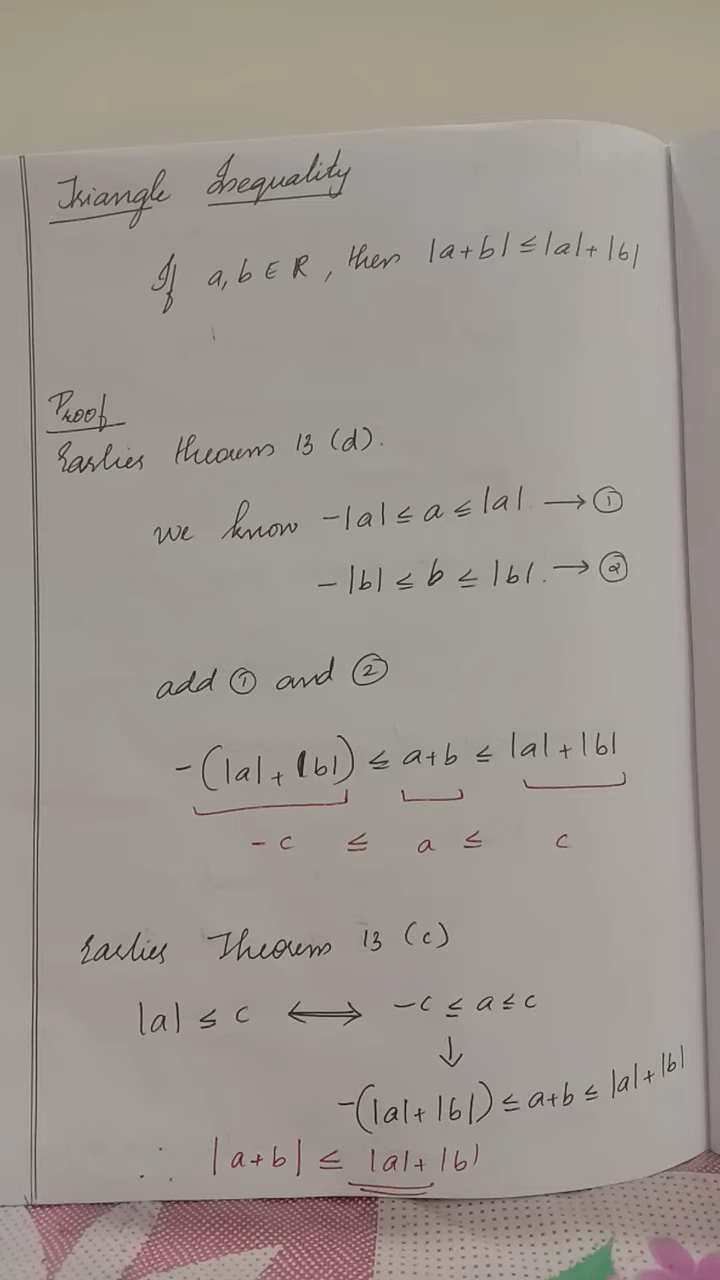 Triangle Inequality
If a, b ∈ R, then |a+b| ≤ |a| + |b|
Proof
Earlier theorem 13 (d).
we know -|a| ≤ a ≤ |a| → ①
-|b| ≤ b ≤ |b|. → ②
add ① and ②
-(|a| + |b|) ≤ a+b ≤ |a| + |b|
-c ≤ a ≤ c
Earlier Theorem 13 (c)
|a| ≤ c ⟺ -c ≤ a ≤ c
↓
-(|a| + |b|) ≤ a+b ≤ |a| + |b|
∴ |a+b| ≤ |a| + |b|